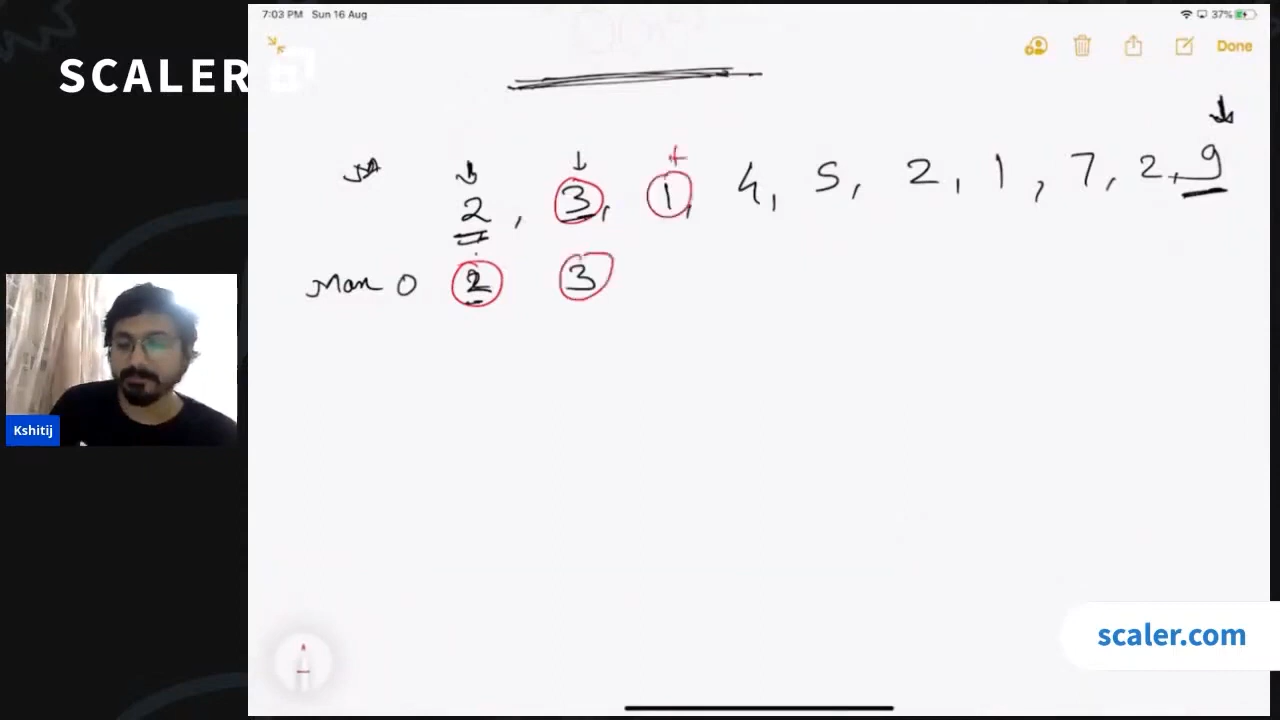 7:03 PM Sun 16 Aug
37%
Done
SCALER
2, 3, 1, 4, 5, 2, 1, 7, 2, 9
Max 0 2 3
Kshitij
scaler.com